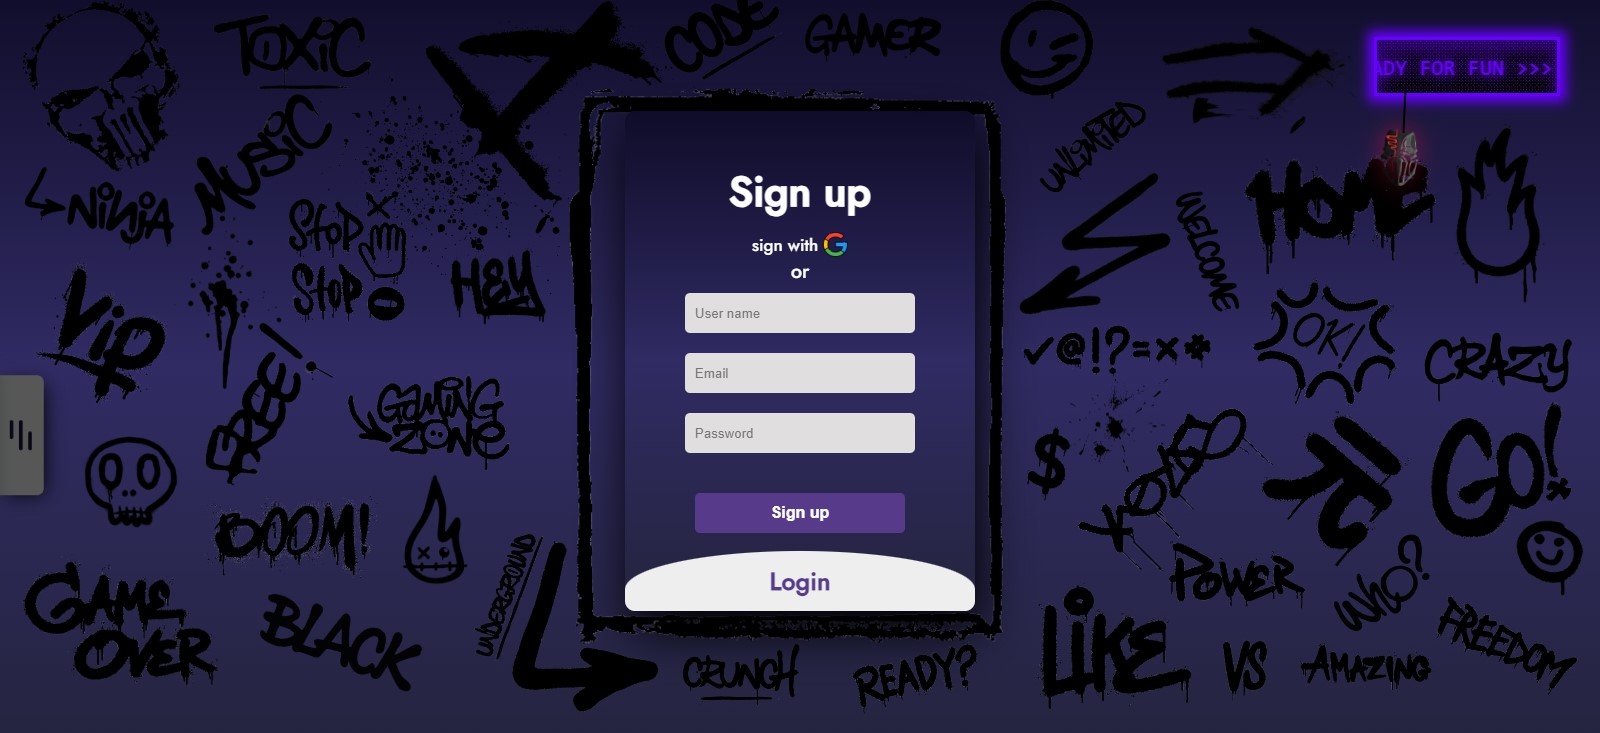 TOXIC
CODE
GAMER
ADY FOR FUN >>>
MUSIC
UNLIMITED
NINJA
STOP
STOP
HEY
HOME
WELCOME
Sign up
sign with G
or
User name
Email
Password
Sign up
Login
ViP
FREE!
GAMING
ZONE
✓@!?=×*
OK!
CRAZY
$
XOXO
GO!
BOOM!
UNDERGROUND
POWER
WHO?
GAME
OVER
BLACK
CRUNCH
READY?
LIKE
VS
AMAZING
FREEDOM